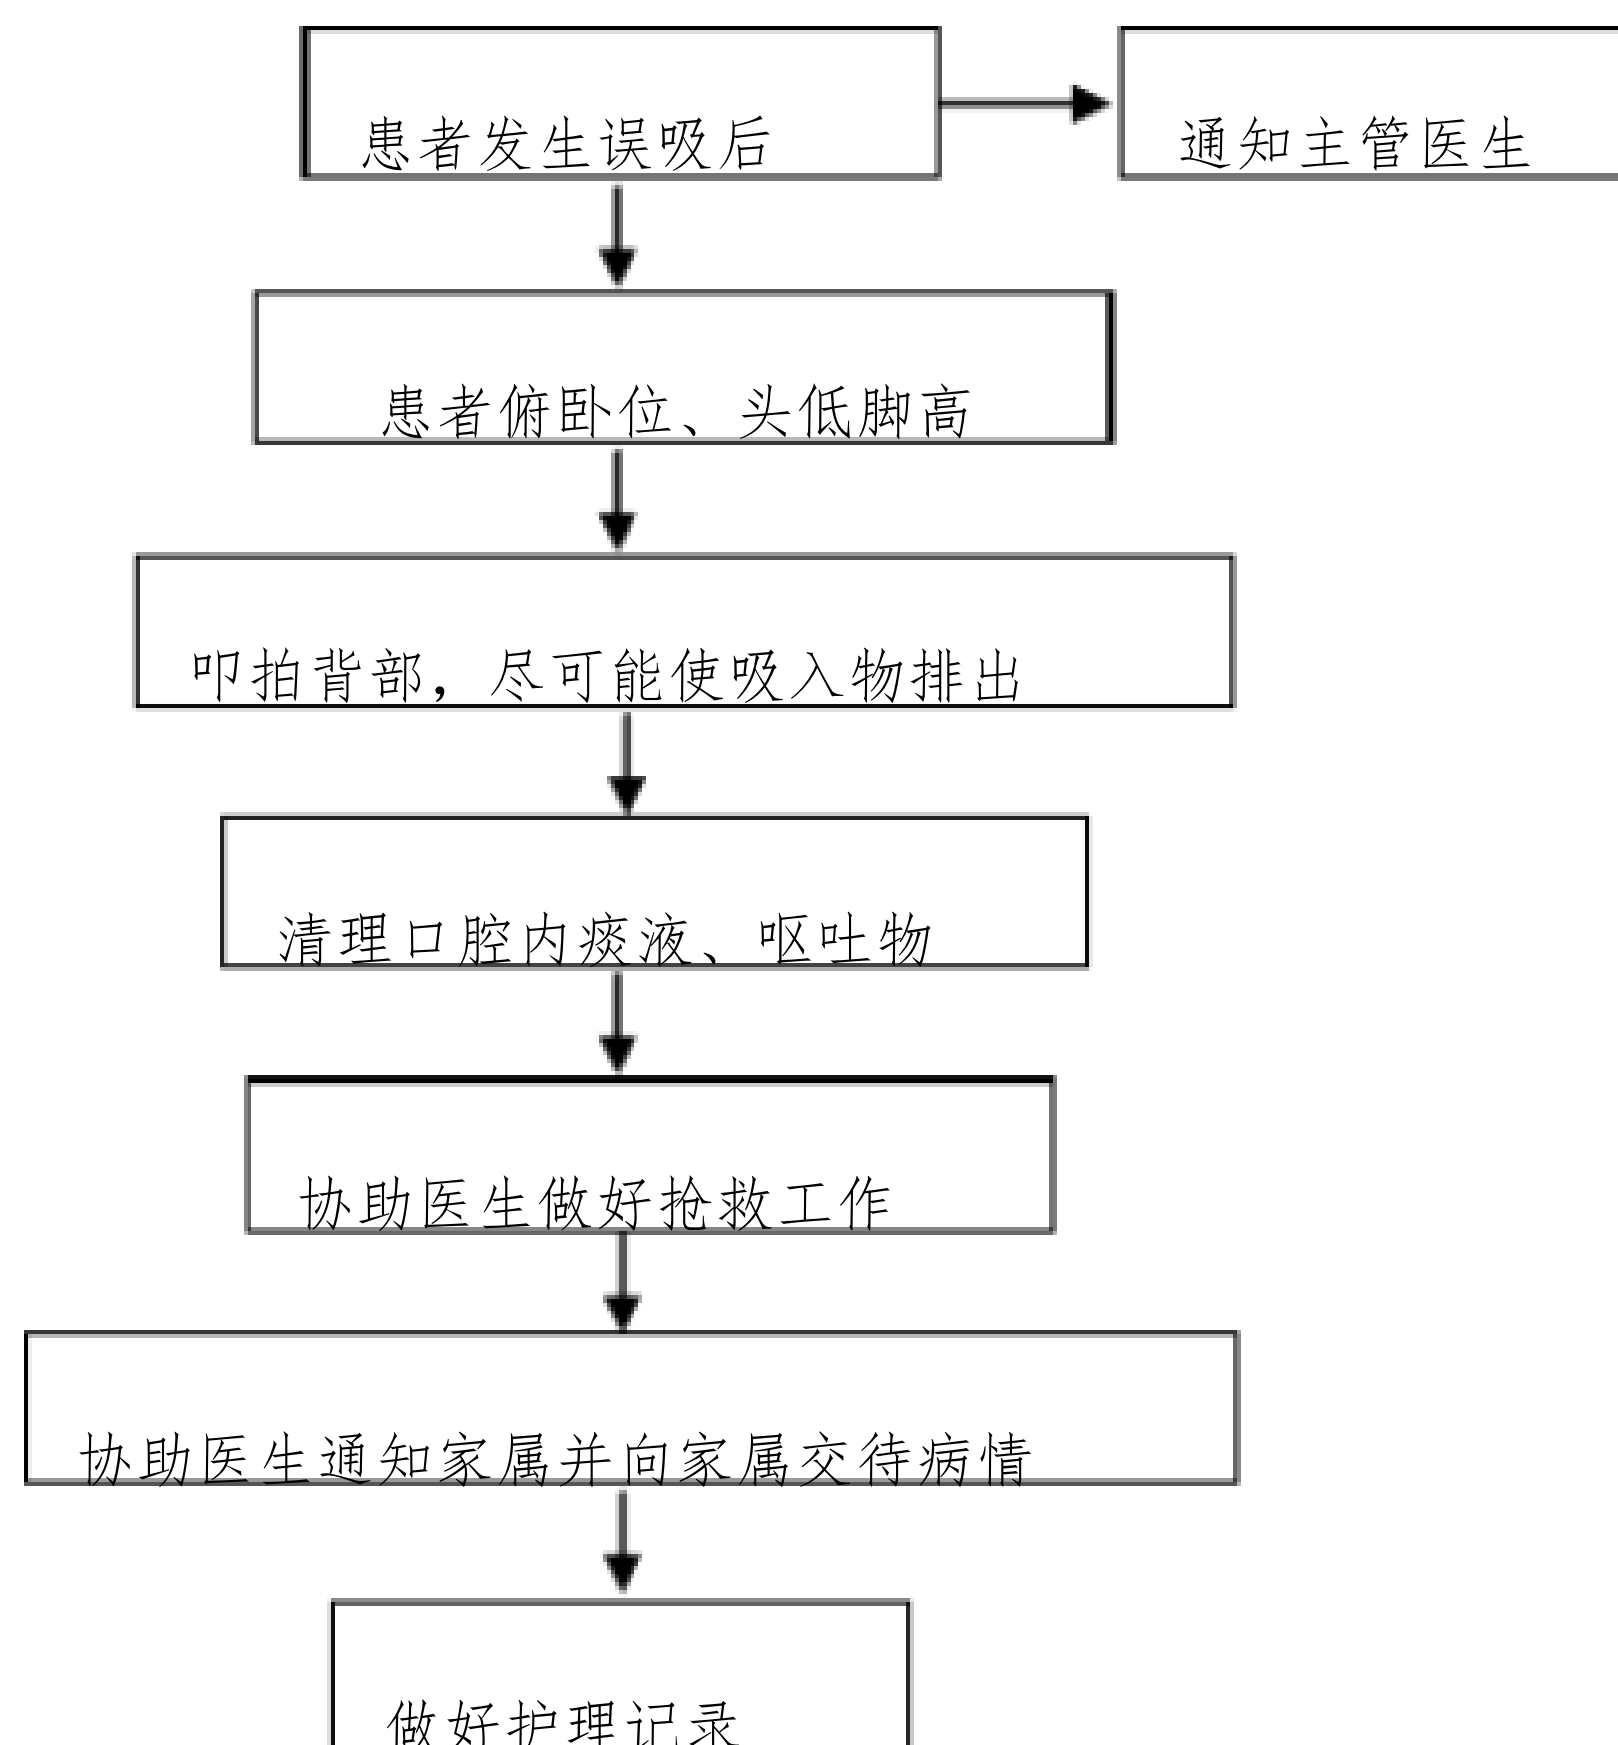 患者发生误吸后
通知主管医生
患者俯卧位、头低脚高
叩拍背部，尽可能使吸入物排出
清理口腔内痰液、呕吐物
协助医生做好抢救工作
协助医生通知家属并向家属交待病情
做好护理记录